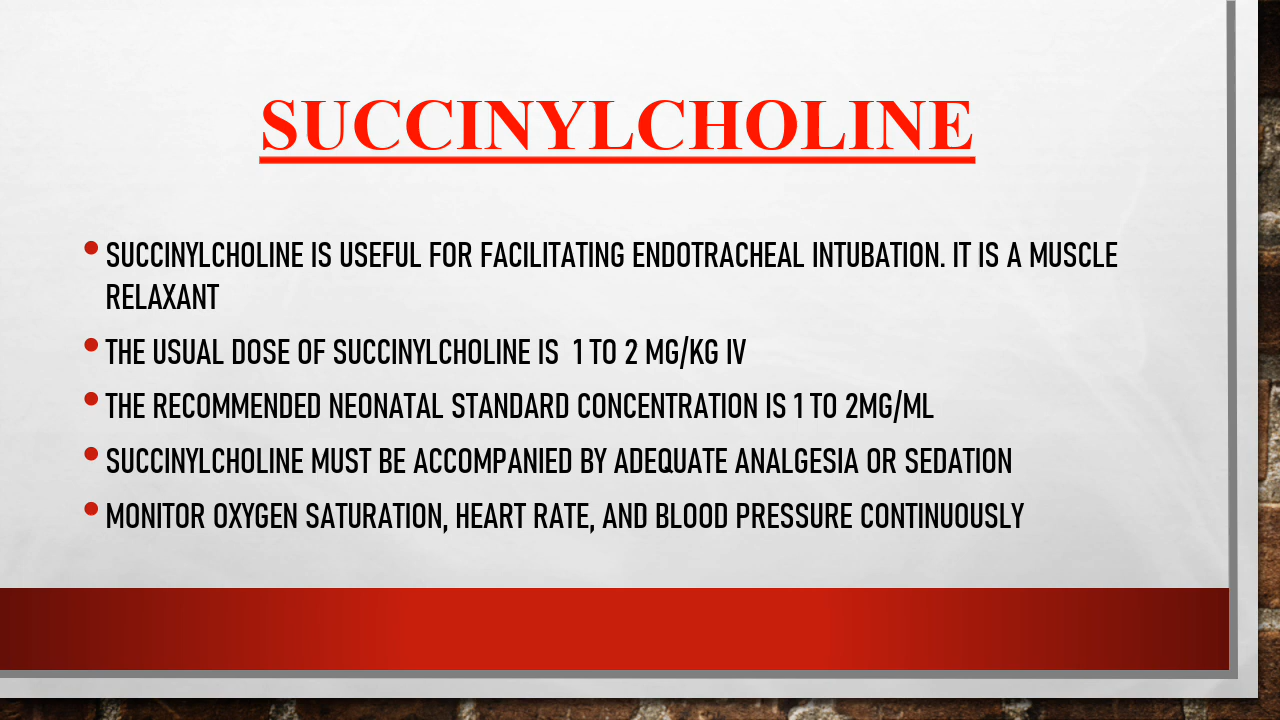 SUCCINYLCHOLINE
• SUCCINYLCHOLINE IS USEFUL FOR FACILITATING ENDOTRACHEAL INTUBATION. IT IS A MUSCLE
RELAXANT
• THE USUAL DOSE OF SUCCINYLCHOLINE IS  1 TO 2 MG/KG IV
• THE RECOMMENDED NEONATAL STANDARD CONCENTRATION IS 1 TO 2MG/ML
• SUCCINYLCHOLINE MUST BE ACCOMPANIED BY ADEQUATE ANALGESIA OR SEDATION
• MONITOR OXYGEN SATURATION, HEART RATE, AND BLOOD PRESSURE CONTINUOUSLY